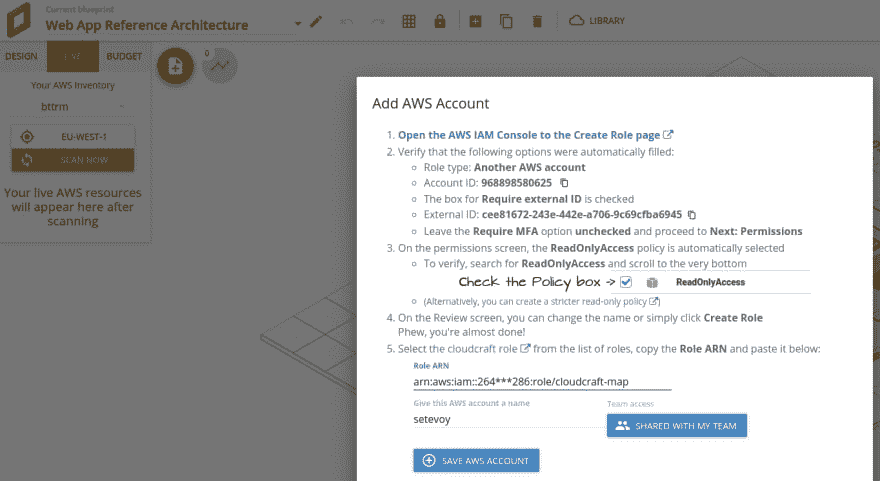 Current blueprint
Web App Reference Architecture
LIBRARY
DESIGN LIVE BUDGET
0
Your AWS Inventory
bttrm
EU-WEST-1
SCAN NOW
Your live AWS resources
will appear here after
scanning
Add AWS Account
1. Open the AWS IAM Console to the Create Role page
2. Verify that the following options were automatically filled:
Role type: Another AWS account
Account ID: 968898580625
The box for Require external ID is checked
External ID: cee81672-243e-442e-a706-9c69cfba6945
Leave the Require MFA option unchecked and proceed to Next: Permissions
3. On the permissions screen, the ReadOnlyAccess policy is automatically selected
To verify, search for ReadOnlyAccess and scroll to the very bottom
Check the Policy box -> ReadOnlyAccess
(Alternatively, you can create a stricter read-only policy)
4. On the Review screen, you can change the name or simply click Create Role
Phew, you're almost done!
5. Select the cloudcraft role from the list of roles, copy the Role ARN and paste it below:
Role ARN
arn:aws:iam::264***286:role/cloudcraft-map
Give this AWS account a name
Team access
setevoy
SHARED WITH MY TEAM
SAVE AWS ACCOUNT